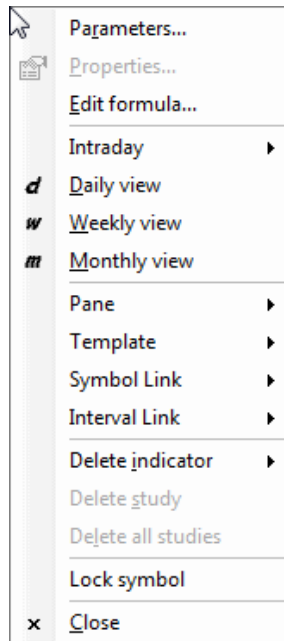 Parameters...
Properties...
Edit formula...
Intraday
d Daily view
w Weekly view
m Monthly view
Pane
Template
Symbol Link
Interval Link
Delete indicator
Delete study
Delete all studies
Lock symbol
x Close